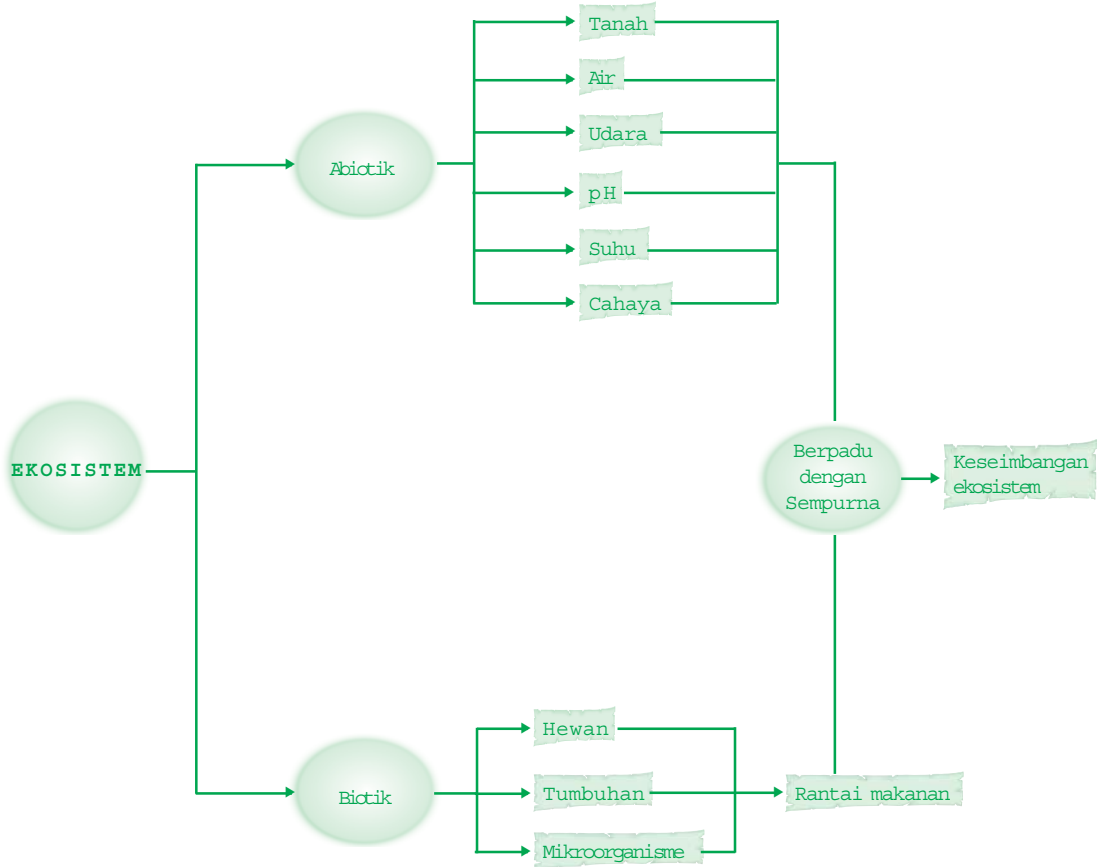 Tanah
Air
Udara
Abiotik
pH
Suhu
Cahaya
EKOSISTEM
Berpadu
dengan
Sempurna
Keseimbangan
ekosistem
Hewan
Biotik
Tumbuhan
Rantai makanan
Mikroorganisme